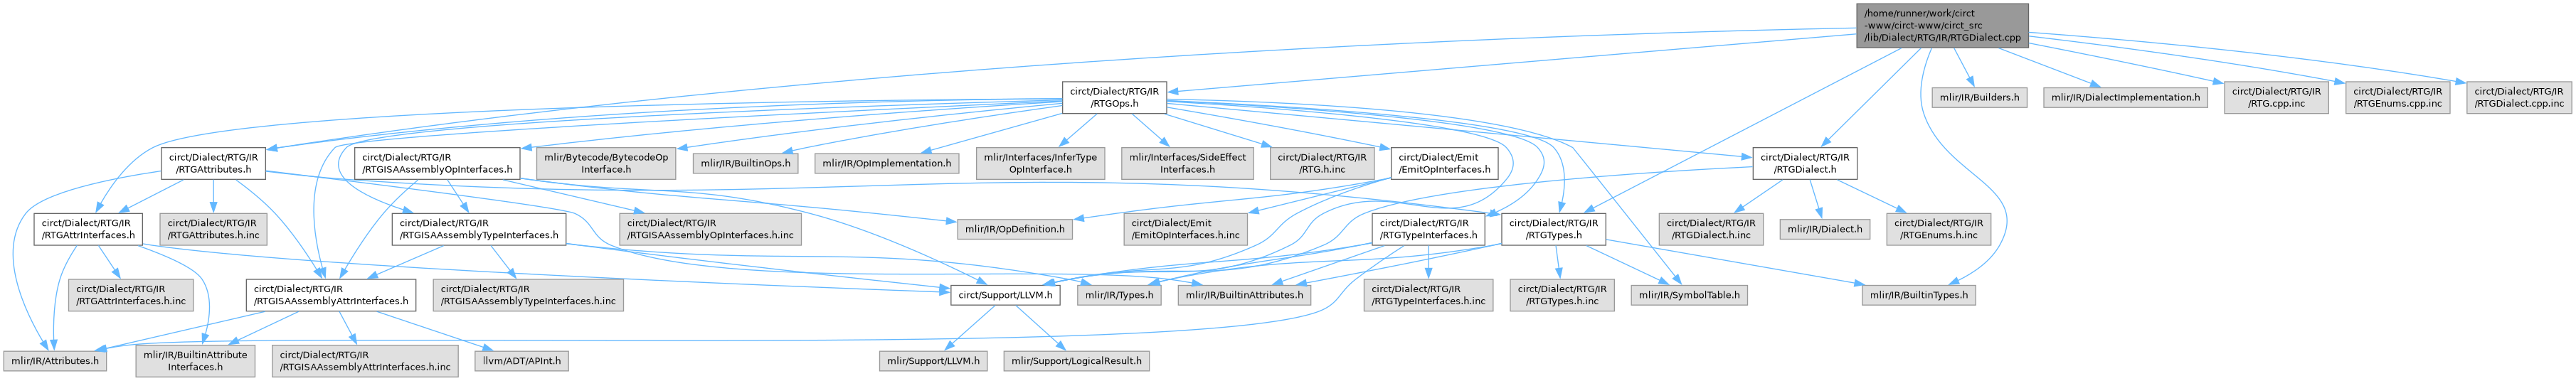 /home/runner/work/circt
-www/circt-www/circt_src
/lib/Dialect/RTG/IR/RTGDialect.cpp
circt/Dialect/RTG/IR
/RTGOps.h
mlir/IR/Builders.h
mlir/IR/DialectImplementation.h
circt/Dialect/RTG/IR
/RTG.cpp.inc
circt/Dialect/RTG/IR
/RTGEnums.cpp.inc
circt/Dialect/RTG/IR
/RTGDialect.cpp.inc
circt/Dialect/RTG/IR
/RTGAttributes.h
circt/Dialect/RTG/IR
/RTGISAAssemblyOpInterfaces.h
mlir/Bytecode/BytecodeOp
Interface.h
mlir/IR/BuiltinOps.h
mlir/IR/OpImplementation.h
mlir/Interfaces/InferType
OpInterface.h
mlir/Interfaces/SideEffect
Interfaces.h
circt/Dialect/RTG/IR
/RTG.h.inc
circt/Dialect/Emit
/EmitOpInterfaces.h
circt/Dialect/RTG/IR
/RTGDialect.h
circt/Dialect/RTG/IR
/RTGAttrInterfaces.h
circt/Dialect/RTG/IR
/RTGAttributes.h.inc
circt/Dialect/RTG/IR
/RTGISAAssemblyTypeInterfaces.h
circt/Dialect/RTG/IR
/RTGISAAssemblyOpInterfaces.h.inc
mlir/IR/OpDefinition.h
circt/Dialect/Emit
/EmitOpInterfaces.h.inc
circt/Dialect/RTG/IR
/RTGTypeInterfaces.h
circt/Dialect/RTG/IR
/RTGTypes.h
circt/Dialect/RTG/IR
/RTGDialect.h.inc
mlir/IR/Dialect.h
circt/Dialect/RTG/IR
/RTGEnums.h.inc
circt/Dialect/RTG/IR
/RTGAttrInterfaces.h.inc
circt/Dialect/RTG/IR
/RTGISAAssemblyAttrInterfaces.h
circt/Dialect/RTG/IR
/RTGISAAssemblyTypeInterfaces.h.inc
circt/Support/LLVM.h
mlir/IR/Types.h
mlir/IR/BuiltinAttributes.h
circt/Dialect/RTG/IR
/RTGTypeInterfaces.h.inc
circt/Dialect/RTG/IR
/RTGTypes.h.inc
mlir/IR/SymbolTable.h
mlir/IR/BuiltinTypes.h
mlir/IR/Attributes.h
mlir/IR/BuiltinAttribute
Interfaces.h
circt/Dialect/RTG/IR
/RTGISAAssemblyAttrInterfaces.h.inc
llvm/ADT/APInt.h
mlir/Support/LLVM.h
mlir/Support/LogicalResult.h